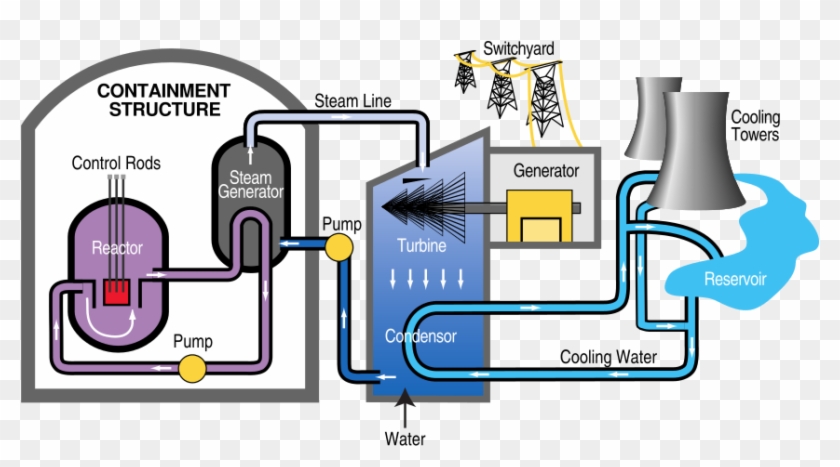 Switchyard
CONTAINMENT
STRUCTURE
Steam Line
Cooling
Towers
Control Rods
Steam
Generator
Generator
Pump
Reactor
Turbine
Reservoir
Pump
Condensor
Cooling Water
Water